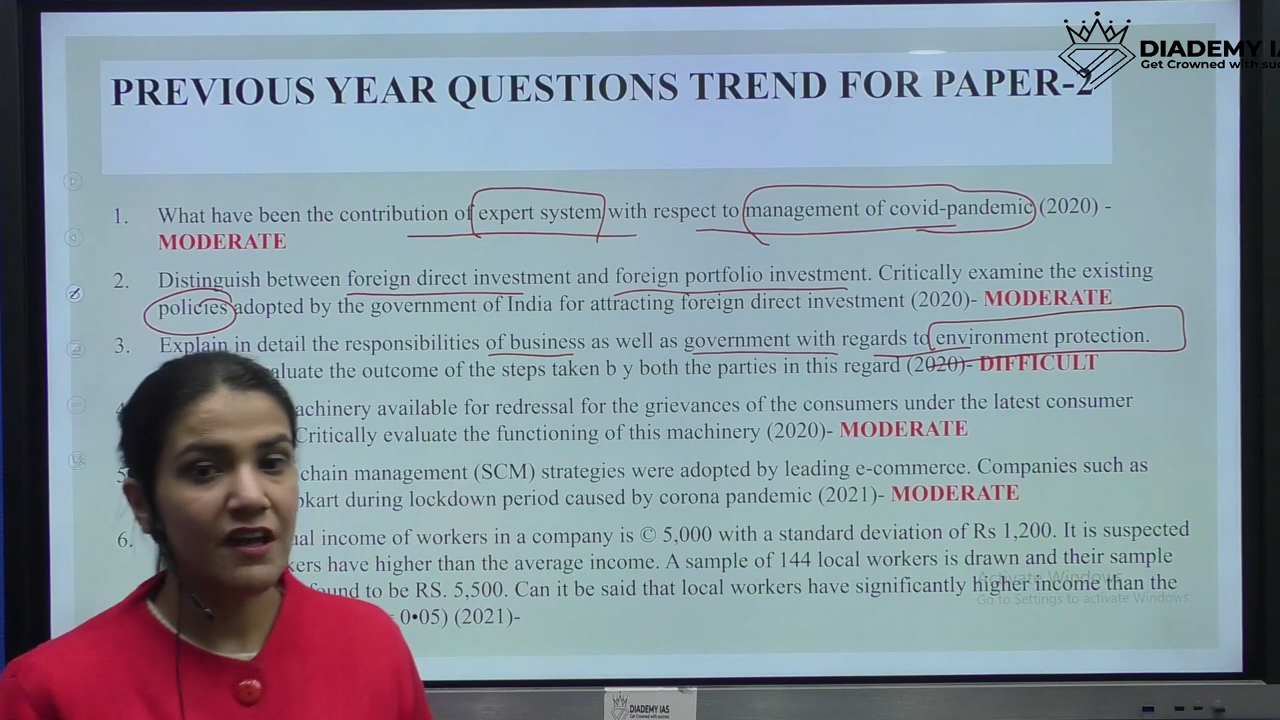 DIADEMY IAS
Get Crowned with suc
PREVIOUS YEAR QUESTIONS TREND FOR PAPER-2
1. What have been the contribution of expert system with respect to management of covid-pandemic (2020) -
MODERATE
2. Distinguish between foreign direct investment and foreign portfolio investment. Critically examine the existing
policies adopted by the government of India for attracting foreign direct investment (2020)- MODERATE
3. Explain in detail the responsibilities of business as well as government with regards to environment protection.
aluate the outcome of the steps taken b y both the parties in this regard (2020)- DIFFICULT
achinery available for redressal for the grievances of the consumers under the latest consumer
Critically evaluate the functioning of this machinery (2020)- MODERATE
chain management (SCM) strategies were adopted by leading e-commerce. Companies such as
pkart during lockdown period caused by corona pandemic (2021)- MODERATE
6. ual income of workers in a company is © 5,000 with a standard deviation of Rs 1,200. It is suspected
kers have higher than the average income. A sample of 144 local workers is drawn and their sample
ound to be RS. 5,500. Can it be said that local workers have significantly higher income than the
= 0•05) (2021)-
Activate Windows
Go to Settings to activate Windows.
DIADEMY IAS
Get Crowned with success